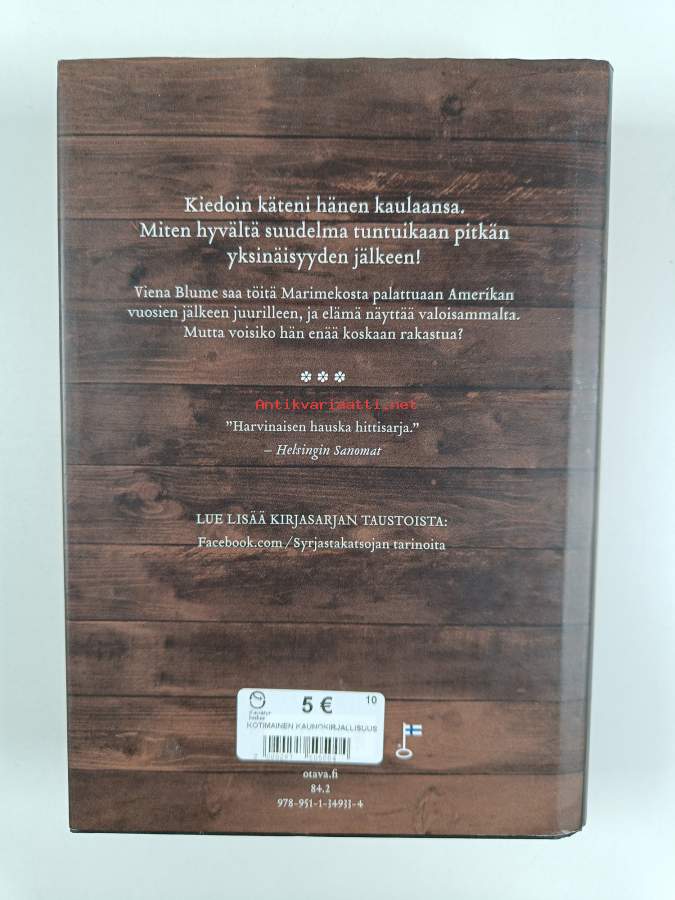 Kiedoin käteni hänen kaulaansa.
Miten hyvältä suudelma tuntuikaan pitkän
yksinäisyyden jälkeen!
Viena Blume saa töitä Marimekosta palattuaan Amerikan
vuosien jälkeen juurilleen, ja elämä näyttää valoisammalta.
Mutta voisiko hän enää koskaan rakastua?
Antikvariaatti.net
”Harvinaisen hauska hittisarja.”
– Helsingin Sanomat
LUE LISÄÄ KIRJASARJAN TAUSTOISTA:
Facebook.com/Syrjastakatsojan tarinoita
5 €
10
KOTIMAINEN KAUNOKIRJALLISUUS
otava.fi
84.2
978-951-1-34933-4